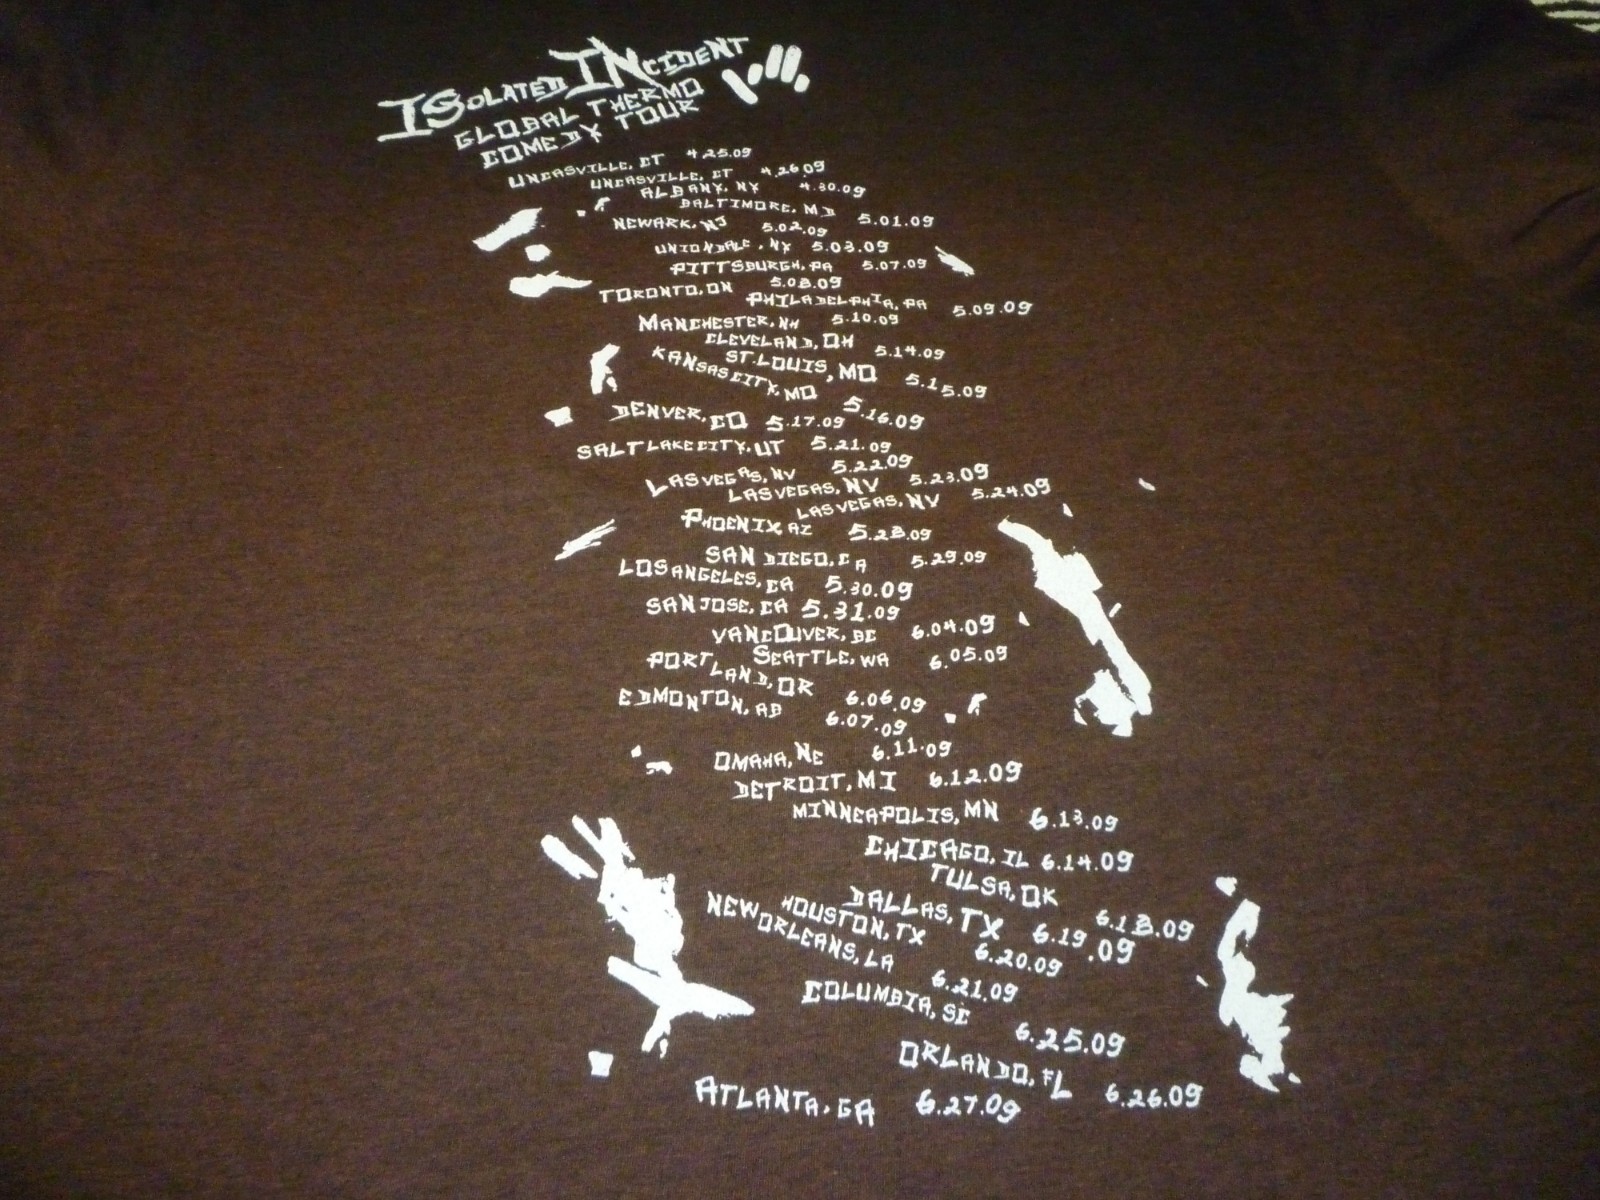 ISOLATED INCIDENT
GLOBAL THERMO
COMEDY TOUR
UNCASVILLE, CT 4.25.09
UNCASVILLE, CT 4.26.09
ALBANY, NY 4.30.09
BALTIMORE, MD 5.01.09
NEWARK, NJ 5.02.09
UNIONDALE, NY 5.03.09
PITTSBURGH, PA 5.07.09
TORONTO, ON 5.08.09
PHILADELPHIA, PA 5.09.09
MANCHESTER, NH 5.10.09
CLEVELAND, OH 5.14.09
ST. LOUIS, MO 5.15.09
KANSAS CITY, MO 5.16.09
DENVER, CO 5.17.09
SALT LAKE CITY, UT 5.21.09
LAS VEGAS, NV 5.22.09
LAS VEGAS, NV 5.23.09
LAS VEGAS, NV 5.24.09
PHOENIX AZ 5.28.09
SAN DIEGO, CA 5.29.09
LOS ANGELES, CA 5.30.09
SAN JOSE, CA 5.31.09
VANCOUVER, BC 6.04.09
SEATTLE, WA 6.05.09
PORTLAND, OR 6.06.09
EDMONTON, AB 6.07.09
OMAHA, NE 6.11.09
DETROIT, MI 6.12.09
MINNEAPOLIS, MN 6.13.09
CHICAGO, IL 6.14.09
TULSA, OK 6.18.09
DALLAS, TX 6.19.09
HOUSTON, TX 6.20.09
NEW ORLEANS, LA 6.21.09
COLUMBIA, SC 6.25.09
ORLANDO, FL 6.26.09
ATLANTA, GA 6.27.09